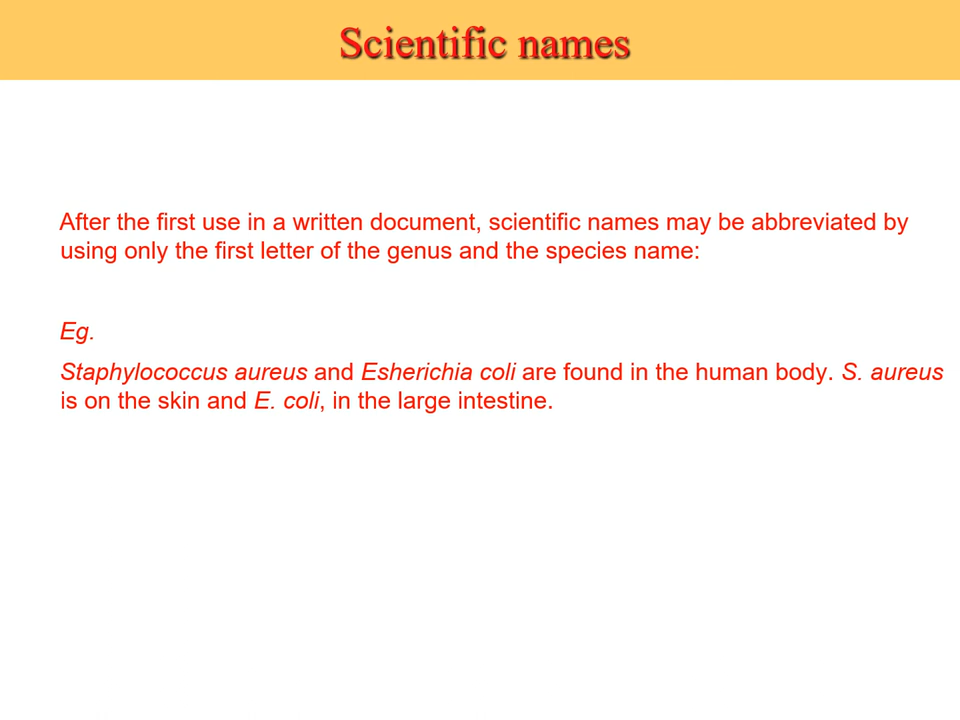 Scientific names
After the first use in a written document, scientific names may be abbreviated by
using only the first letter of the genus and the species name:
Eg.
Staphylococcus aureus and Esherichia coli are found in the human body. S. aureus
is on the skin and E. coli, in the large intestine.